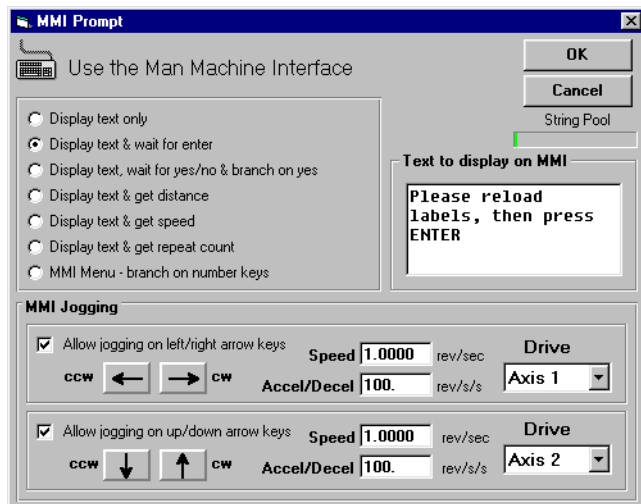 MMI Prompt
Use the Man Machine Interface
OK
Cancel
String Pool
Display text only
Display text & wait for enter
Display text, wait for yes/no & branch on yes
Display text & get distance
Display text & get speed
Display text & get repeat count
MMI Menu - branch on number keys
Text to display on MMI
Please reload
labels, then press
ENTER
MMI Jogging
Allow jogging on left/right arrow keys
ccw
cw
Speed 1.0000 rev/sec
Accel/Decel 100. rev/s/s
Drive
Axis 1
Allow jogging on up/down arrow keys
ccw
cw
Speed 1.0000 rev/sec
Accel/Decel 100. rev/s/s
Drive
Axis 2